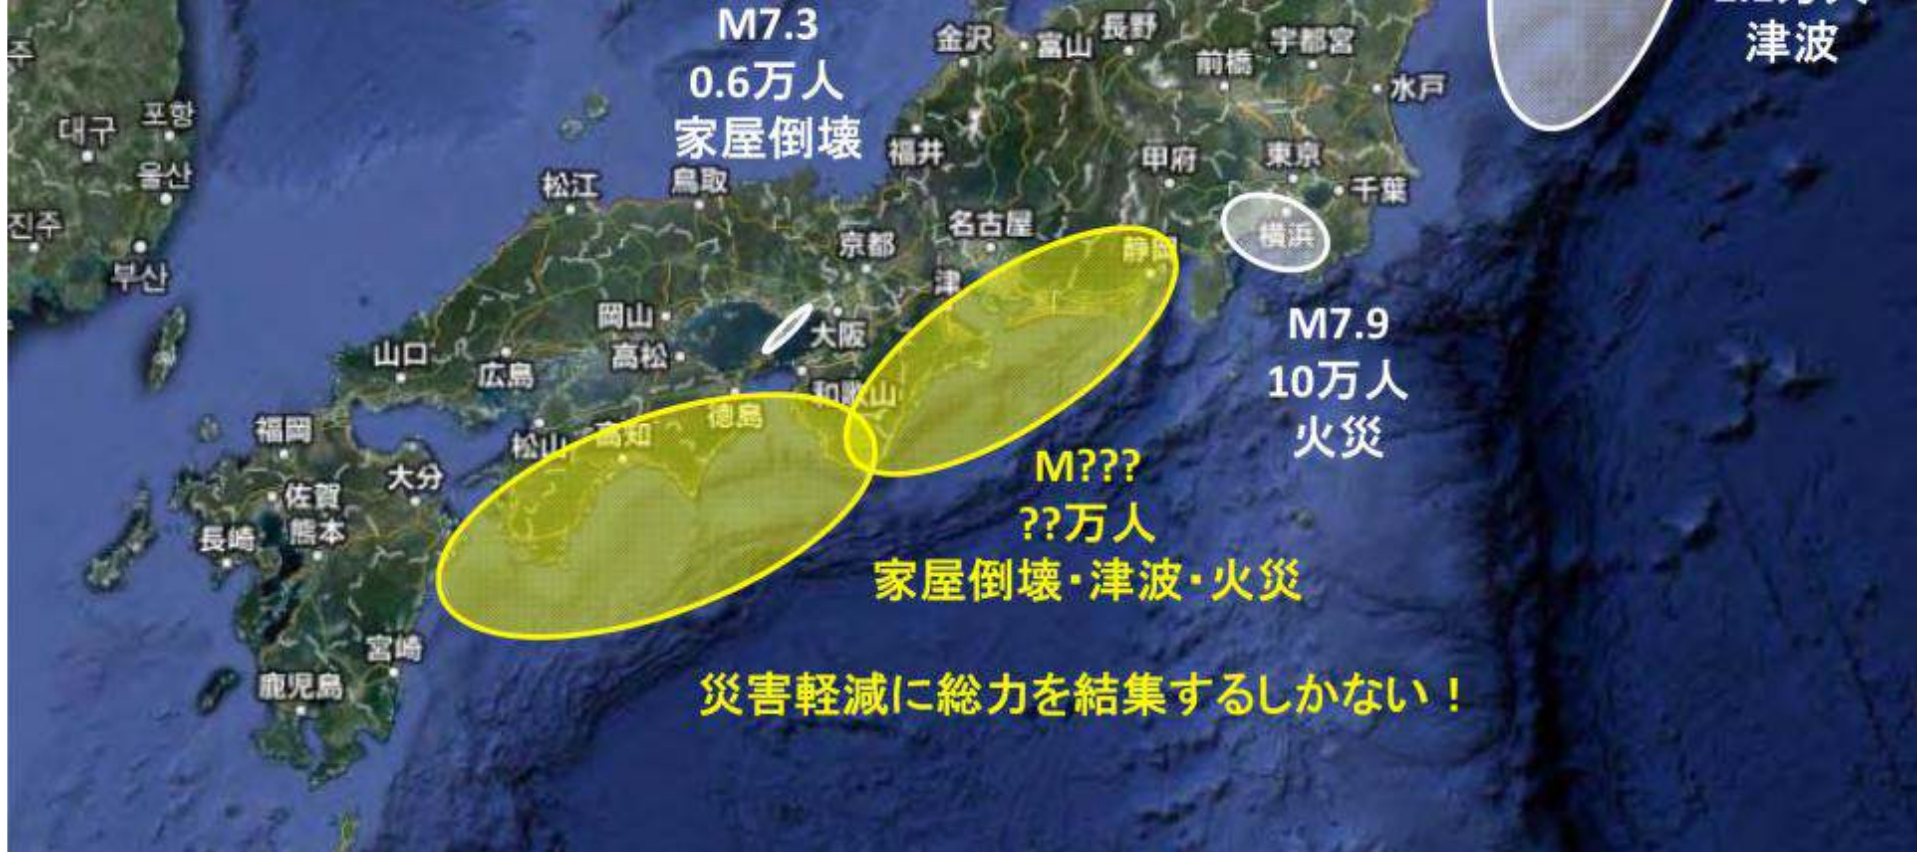 M7.3
0.6万人
家屋倒壊
津波
金沢
富山
長野
宇都宮
前橋
水戸
포항
대구
울산
福井
甲府
東京
千葉
松江
鳥取
진주
名古屋
京都
静岡
横浜
부산
津
岡山
大阪
M7.9
10万人
火災
山口
広島
高松
和歌山
徳島
福岡
松山
高知
M???
??万人
家屋倒壊・津波・火災
大分
佐賀
長崎
熊本
宮崎
鹿児島
災害軽減に総力を結集するしかない！